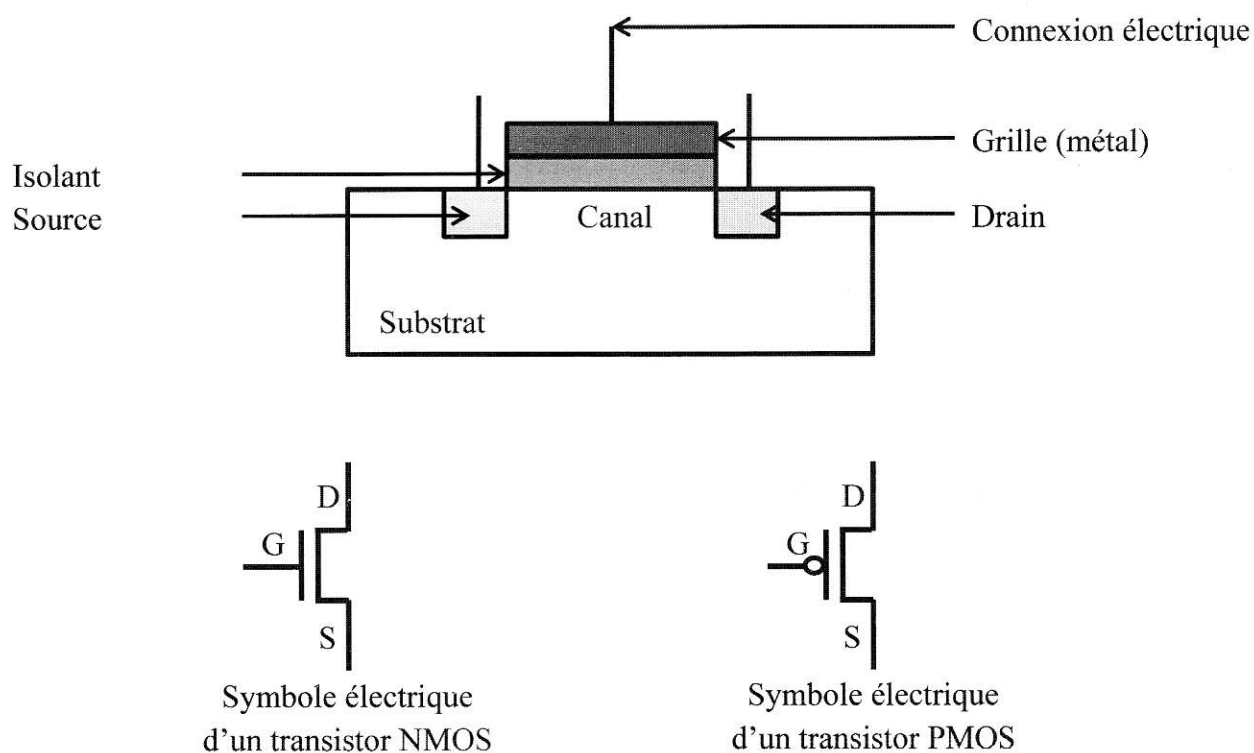 Connexion électrique
Grille (métal)
Isolant
Source
Canal
Drain
Substrat
D
G
S
Symbole électrique
d'un transistor NMOS
D
G
S
Symbole électrique
d'un transistor PMOS